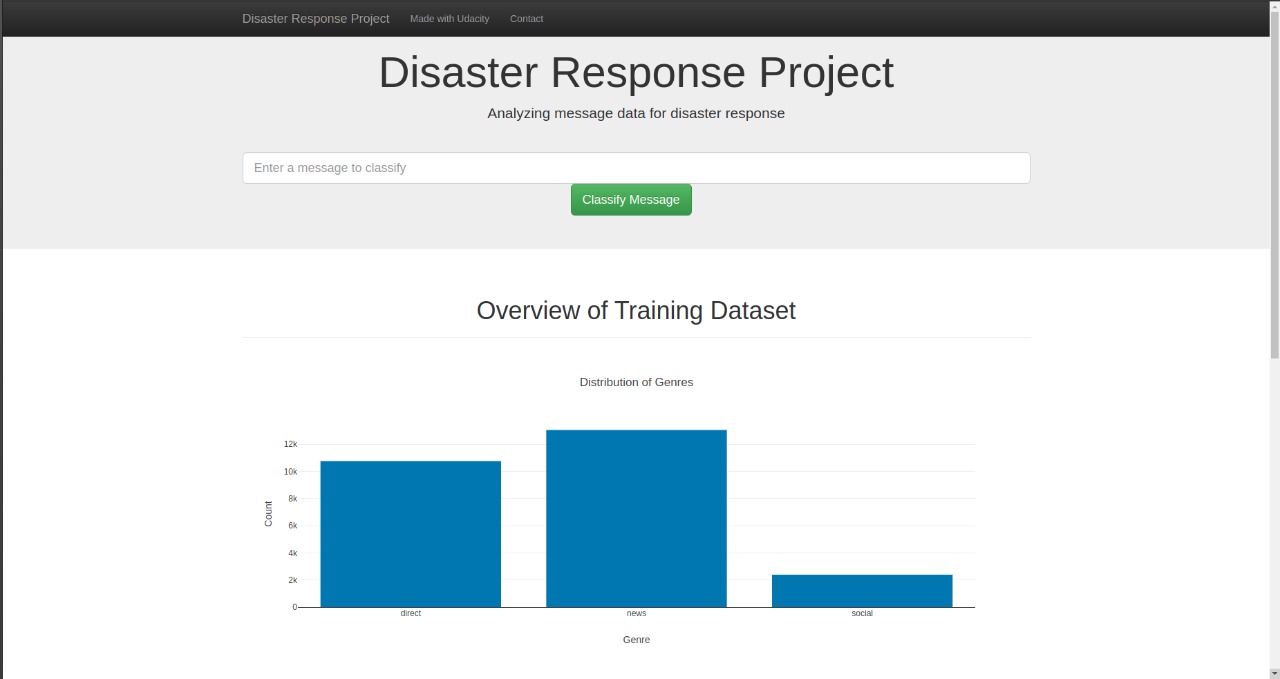 Disaster Response Project Made with Udacity Contact
Disaster Response Project
Analyzing message data for disaster response
Enter a message to classify
Classify Message
Overview of Training Dataset
Distribution of Genres
12k
10k
8k
6k
4k
2k
0
Count
direct news social
Genre